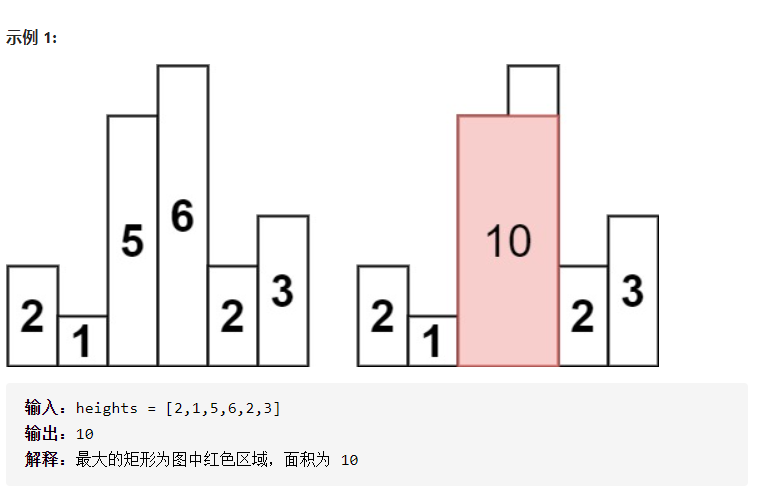 示例 1:
2 1 5 6 2 3
2 1 10 2 3
输入：heights = [2,1,5,6,2,3]
输出：10
解释：最大的矩形为图中红色区域，面积为 10